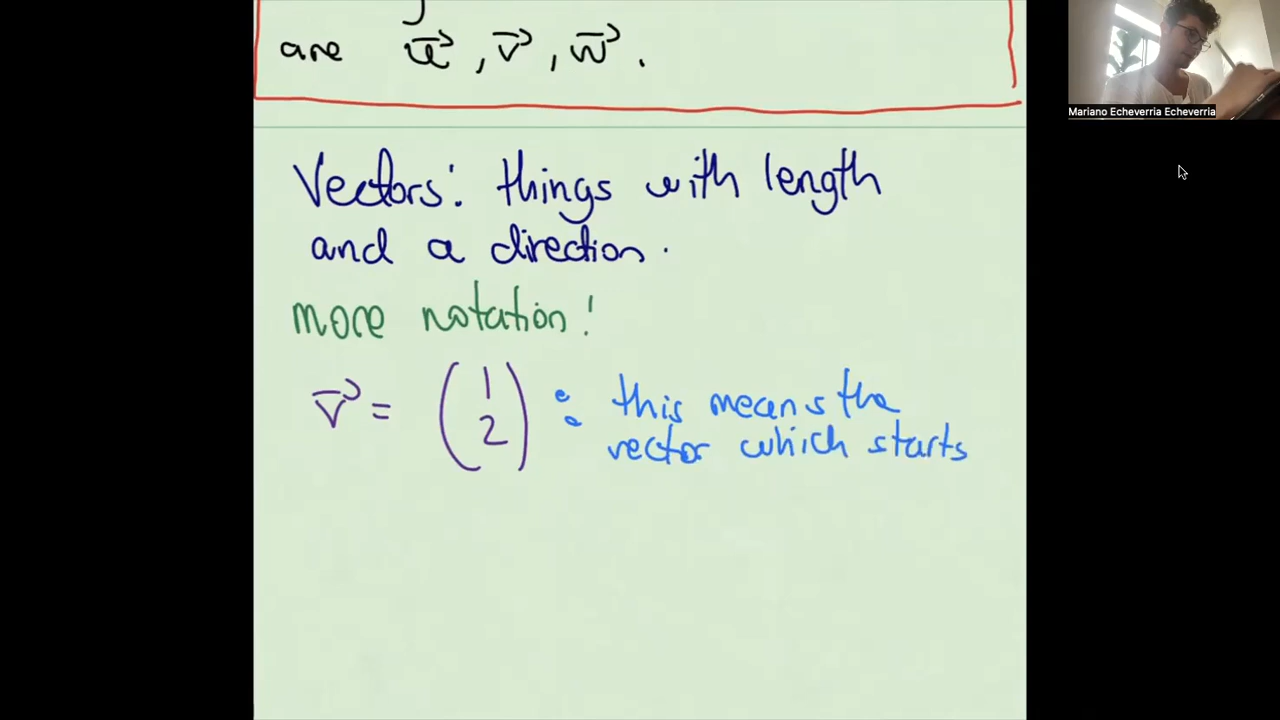 are u⃗, v⃗, w⃗.
Mariano Echeverria Echeverria
Vectors: things with length
and a direction.
more notation!
v⃗ = (1 2) : this means the
vector which starts